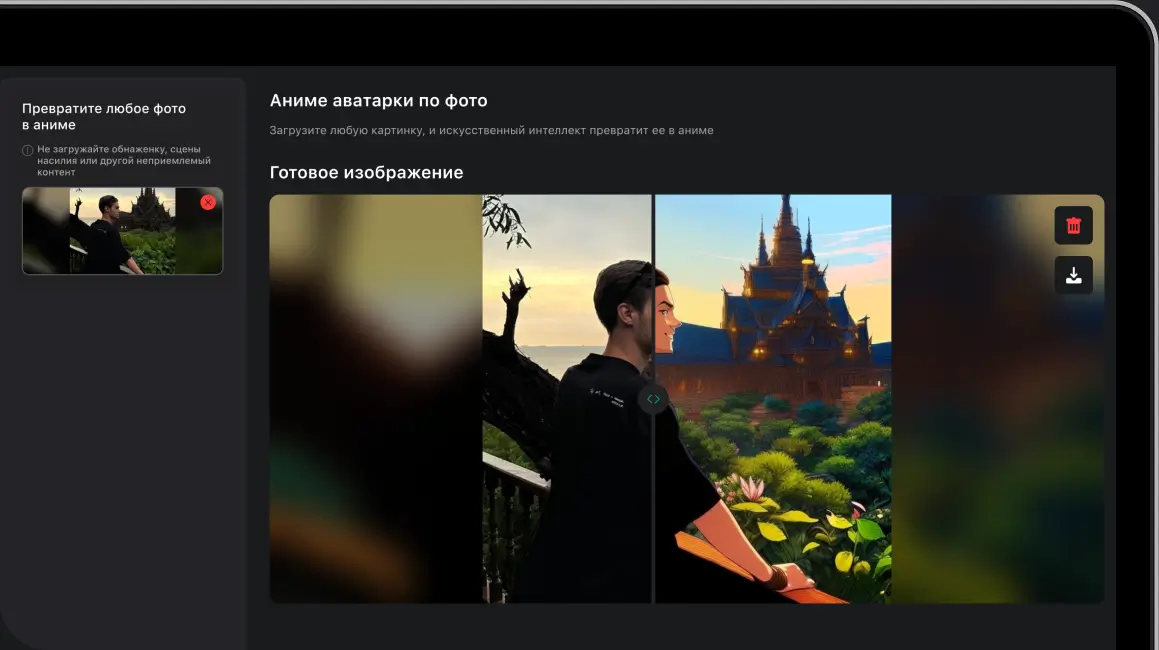 Превратите любое фото
в аниме
Не загружайте обнаженку, сцены
насилия или другой неприемлемый
контент
Аниме аватарки по фото
Загрузите любую картинку, и искусственный интеллект превратит ее в аниме
Готовое изображение